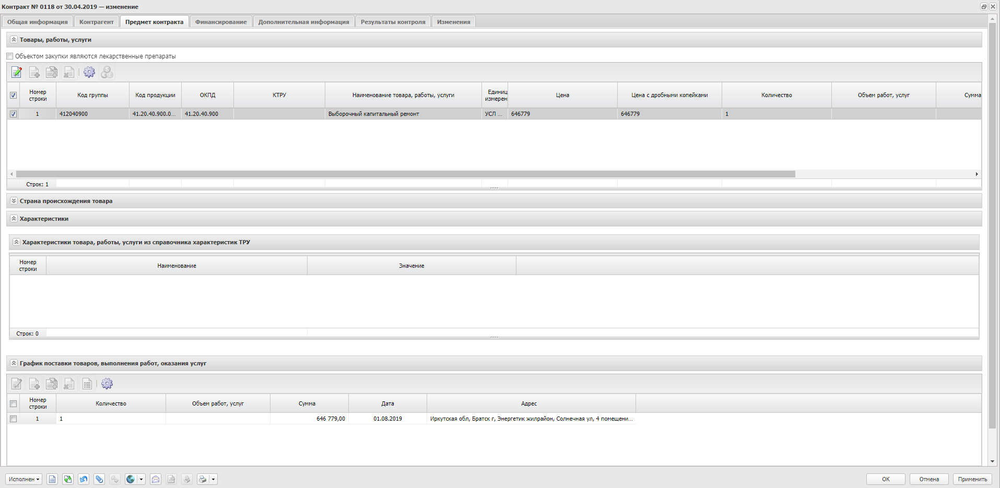 Контракт № 0118 от 30.04.2019 — изменение
Общая информация
Контрагент
Предмет контракта
Финансирование
Дополнительная информация
Результаты контроля
Изменения
Товары, работы, услуги
Объектом закупки являются лекарственные препараты
Номер строки
Код группы
Код продукции
ОКПД
КТРУ
Наименование товара, работы, услуги
Единиц измерен
Цена
Цена с дробными копейками
Количество
Объем работ, услуг
Сумма
1
412040900
41.20.40.900.0...
41.20.40.900
Выборочный капитальный ремонт
УСЛ ...
646779
646779
1
Строк: 1
Страна происхождения товара
Характеристики
Характеристики товара, работы, услуги из справочника характеристик ТРУ
Номер строки
Наименование
Значение
Строк: 0
График поставки товаров, выполнения работ, оказания услуг
Номер строки
Количество
Объем работ, услуг
Сумма
Дата
Адрес
1
1
646 779,00
01.08.2019
Иркутская обл, Братск г, Энергетик жилрайон, Солнечная ул, 4 помещени...
Исполнен
ОК
Отмена
Применить